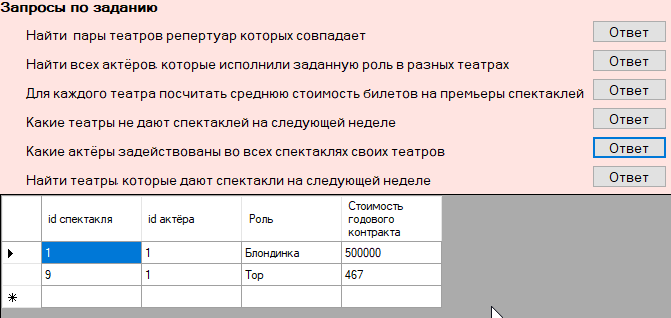 Запросы по заданию
Найти пары театров репертуар которых совпадает
Ответ
Найти всех актёров, которые исполнили заданную роль в разных театрах
Ответ
Для каждого театра посчитать среднюю стоимость билетов на премьеры спектаклей
Ответ
Какие театры не дают спектаклей на следующей неделе
Ответ
Какие актёры задействованы во всех спектаклях своих театров
Ответ
Найти театры, которые дают спектакли на следующей неделе
Ответ
id спектакля id актёра Роль Стоимость
годового
контракта
1 1 Блондинка 500000
9 1 Тор 467